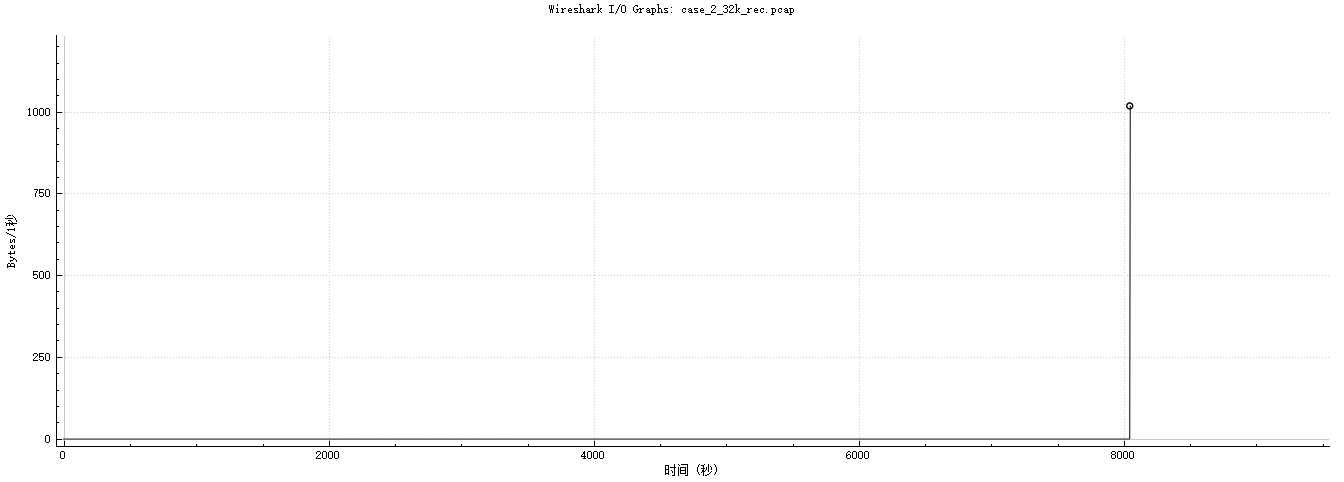 Wireshark I/O Graphs: case_2_32k_rec.pcap
1000
750
500
250
0
Bytes/1秒
0 2000 4000 6000 8000
时间 (秒)